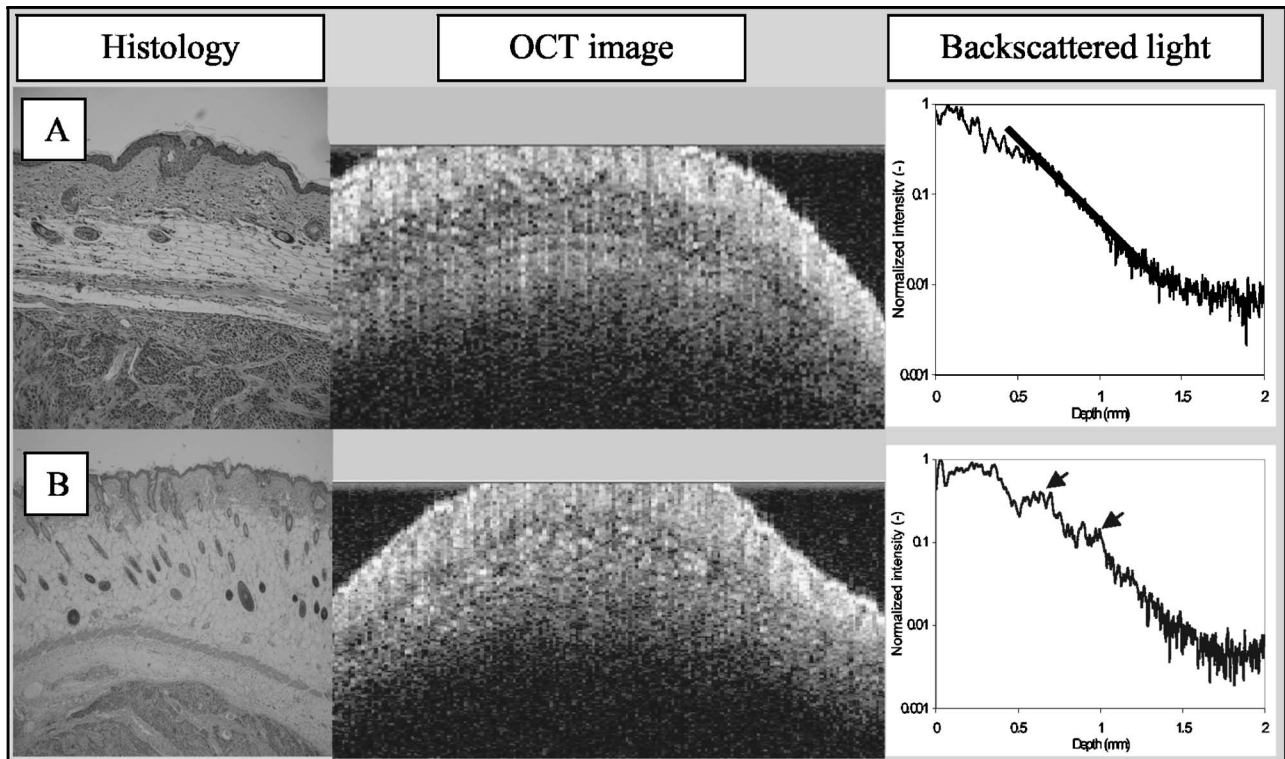 Histology
OCT image
Backscattered light
A
Normalized intensity (-)
1
0.1
0.01
0.001
0
0.5
1
1.5
2
Depth (mm)
B
Normalized intensity (-)
1
0.1
0.01
0.001
0
0.5
1
1.5
2
Depth (mm)